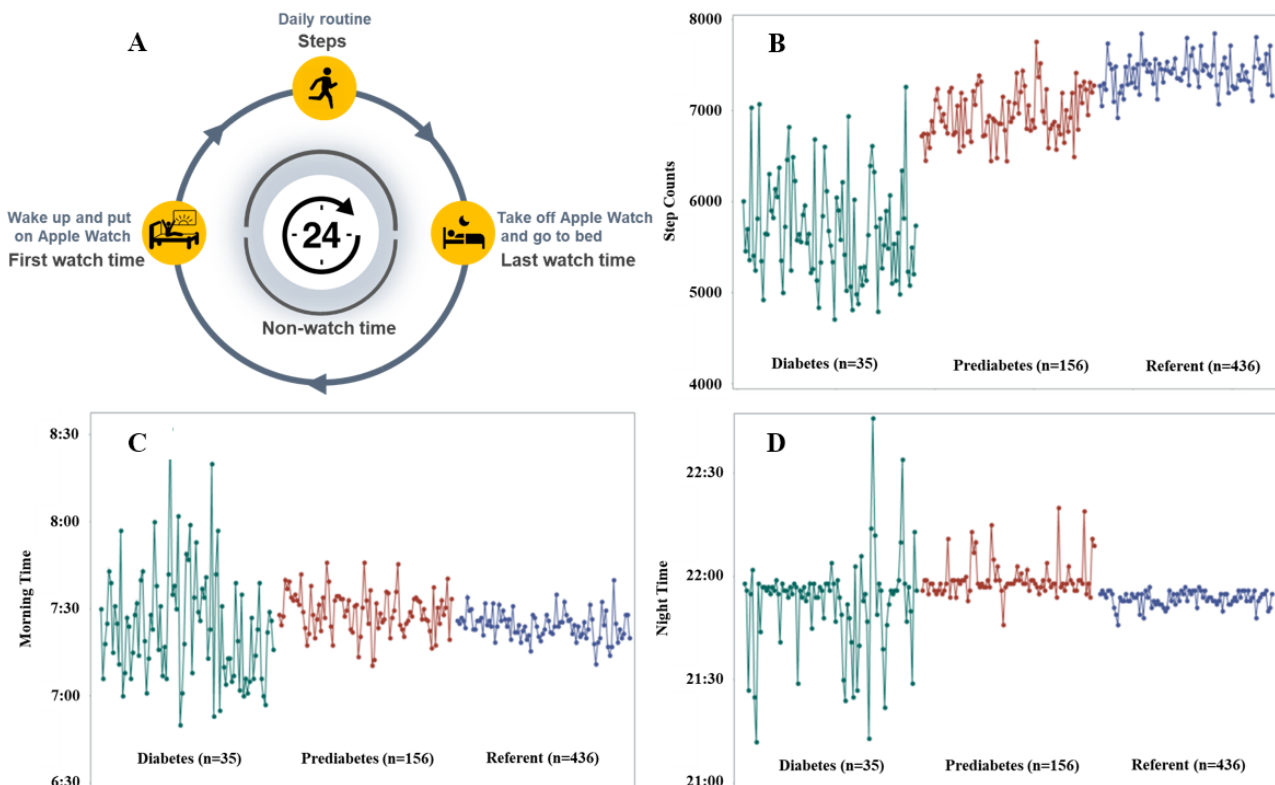 A
Daily routine
Steps
Wake up and put
on Apple Watch
First watch time
24
Take off Apple Watch
and go to bed
Last watch time
Non-watch time
B
8000
7000
6000
5000
4000
Step Counts
Diabetes (n=35)
Prediabetes (n=156)
Referent (n=436)
C
8:30
8:00
7:30
7:00
6:30
Morning Time
Diabetes (n=35)
Prediabetes (n=156)
Referent (n=436)
D
22:30
22:00
21:30
21:00
Night Time
Diabetes (n=35)
Prediabetes (n=156)
Referent (n=436)